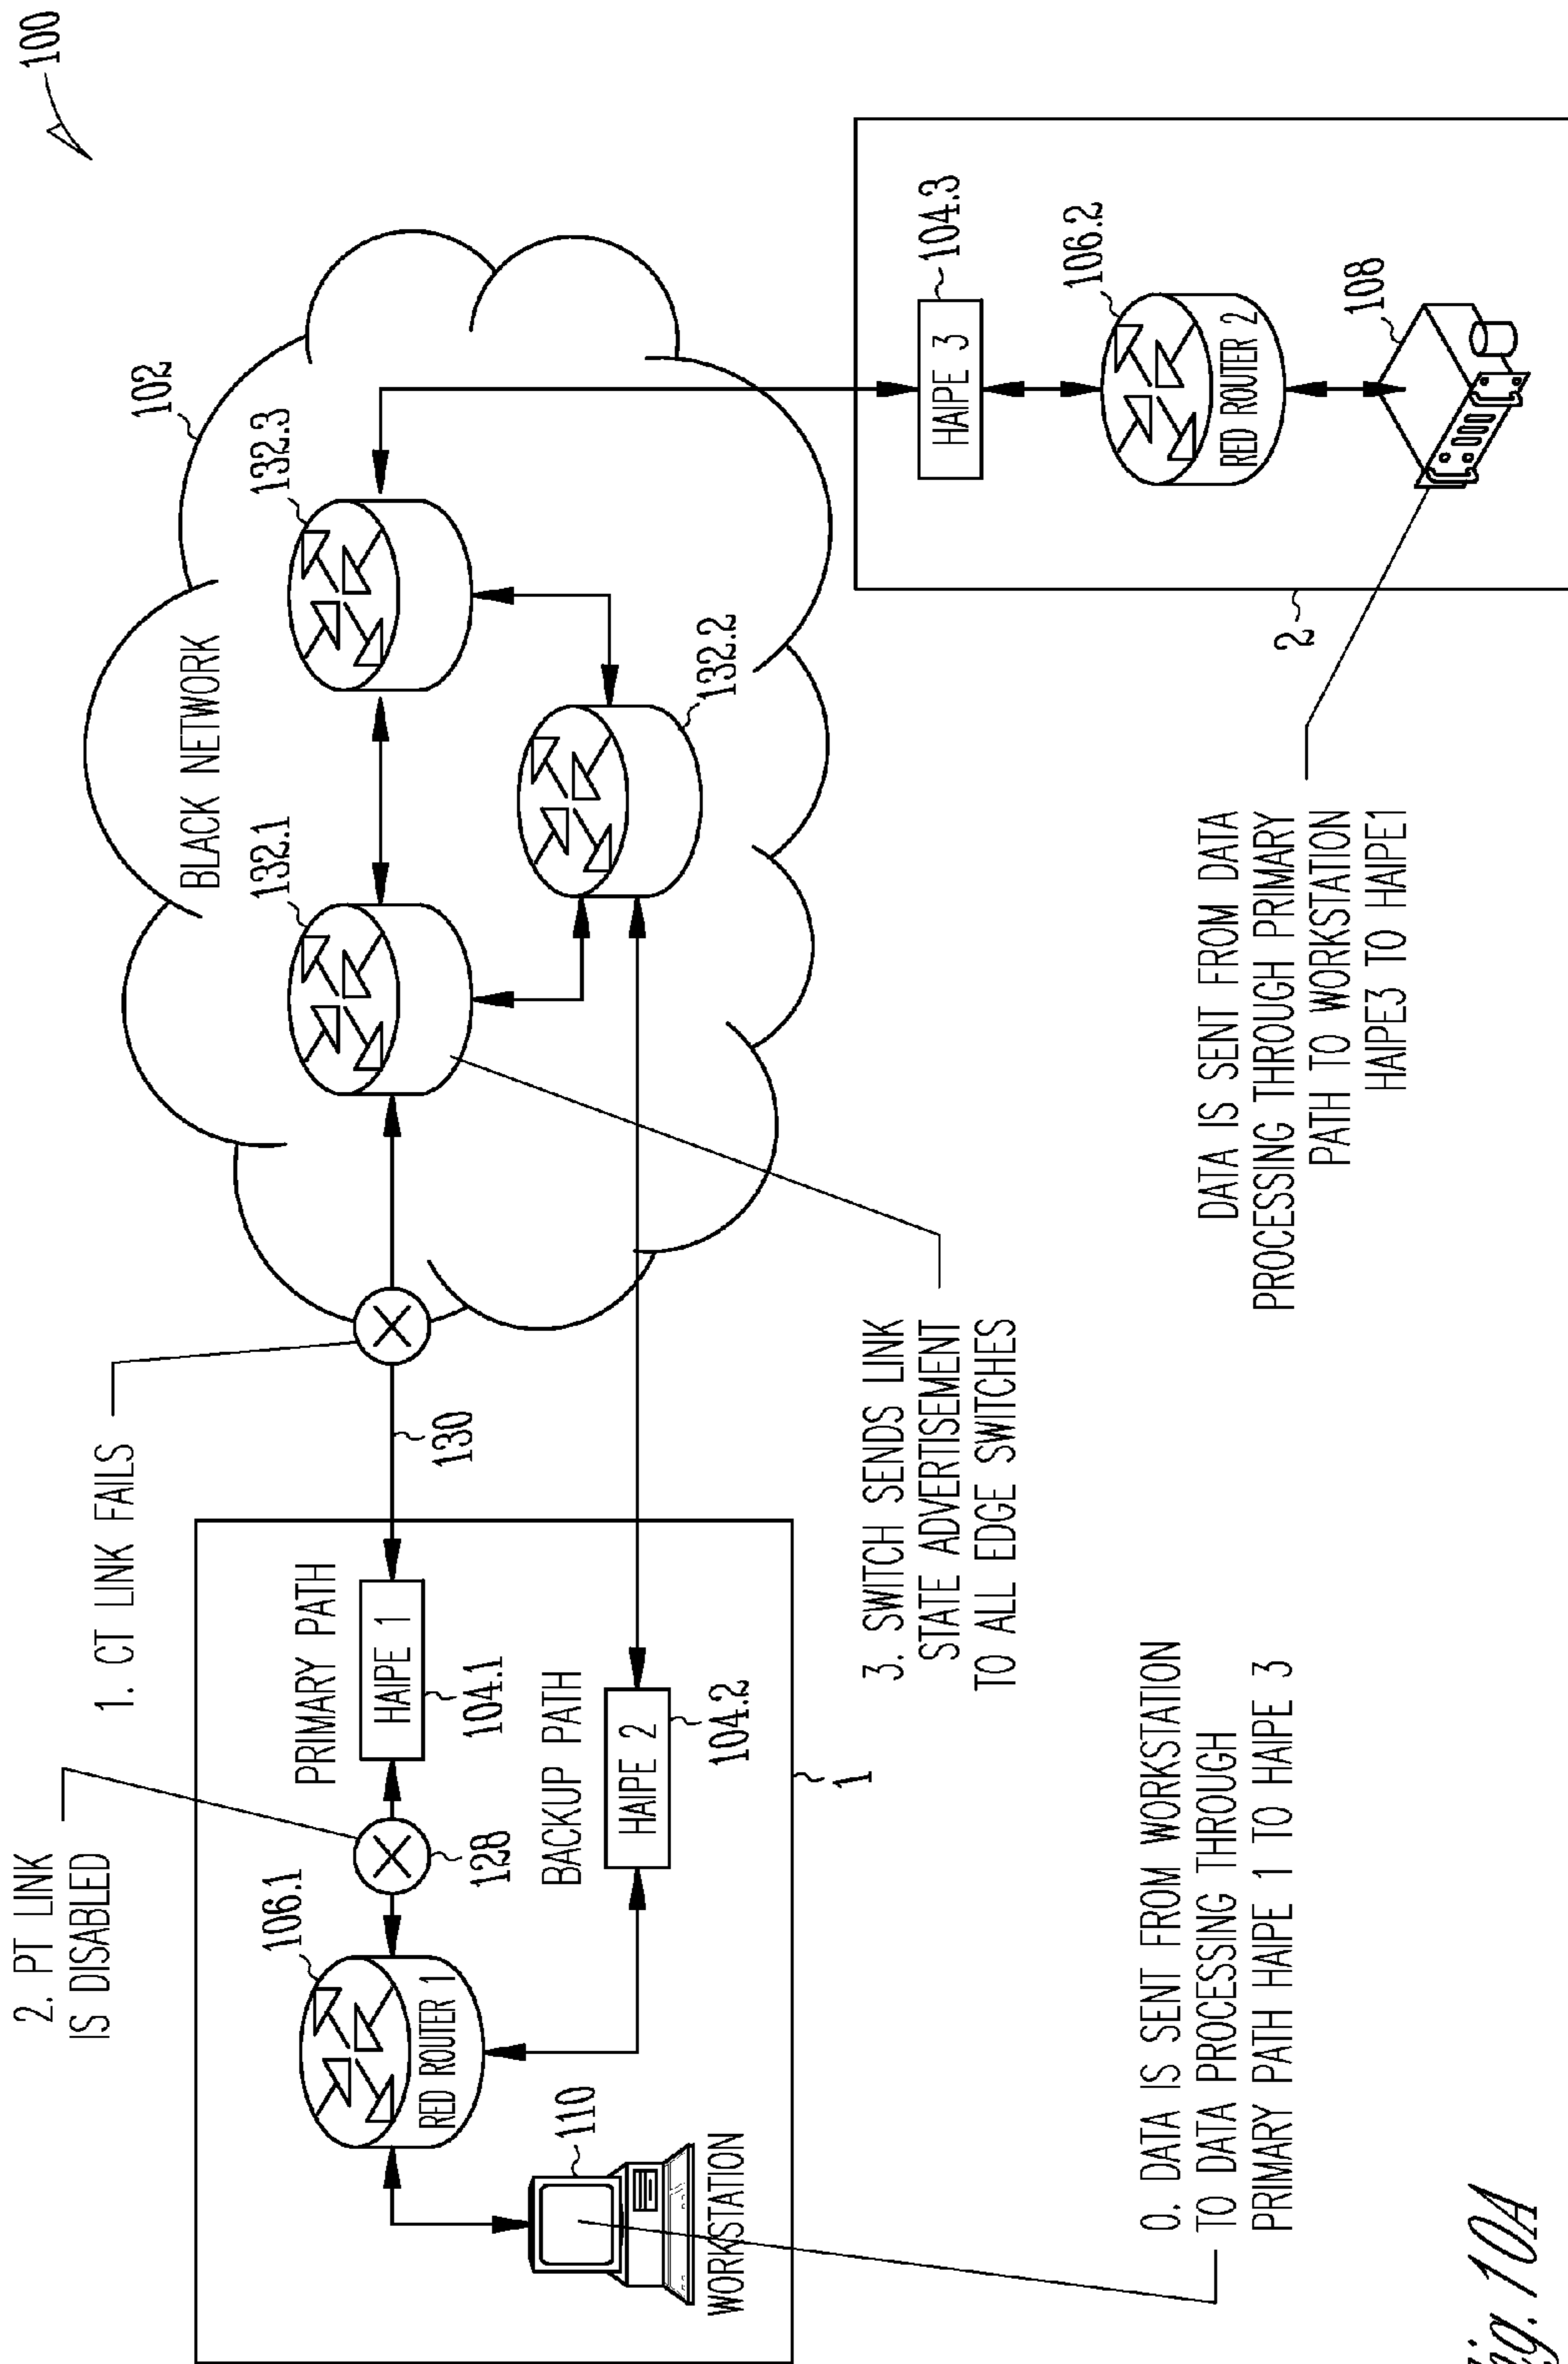 100
102
BLACK NETWORK
132.1
132.3
132.2
2. PT LINK
IS DISABLED
1. CT LINK FAILS
106.1
RED ROUTER 1
128
PRIMARY PATH
HAIPE 1
104.1
130
BACKUP PATH
HAIPE 2
104.2
110
WORKSTATION
1
3. SWITCH SENDS LINK
STATE ADVERTISEMENT
TO ALL EDGE SWITCHES
HAIPE 3
104.3
106.2
RED ROUTER 2
108
2
0. DATA IS SENT FROM WORKSTATION
TO DATA PROCESSING THROUGH
PRIMARY PATH HAIPE 1 TO HAIPE 3
DATA IS SENT FROM DATA
PROCESSING THROUGH PRIMARY
PATH TO WORKSTATION
HAIPE3 TO HAIPE1
Fig. 10A